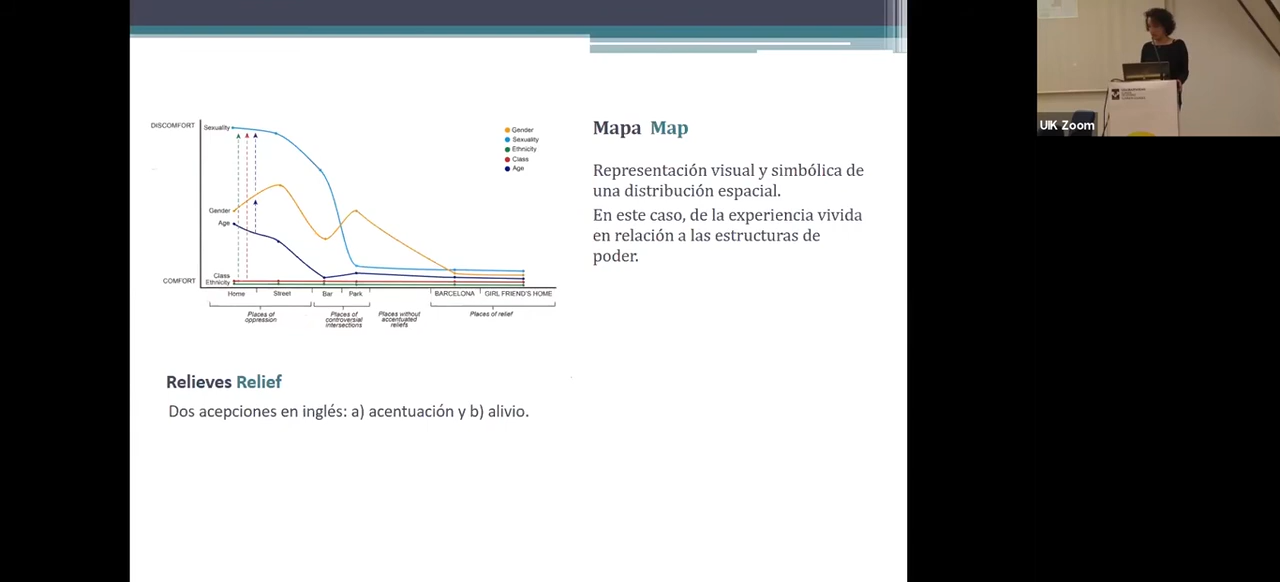 DISCOMFORT
Sexuality
Gender
Age
Class
Ethnicity
COMFORT
Gender
Sexuality
Ethnicity
Class
Age
Home Street Bar Park BARCELONA GIRL FRIEND'S HOME
Places of
oppression
Places of
controversial
intersections
Places without
accentuated
reliefs
Places of relief
Mapa Map
Representación visual y simbólica de
una distribución espacial.
En este caso, de la experiencia vivida
en relación a las estructuras de
poder.
Relieves Relief
Dos acepciones en inglés: a) acentuación y b) alivio.
UIK Zoom